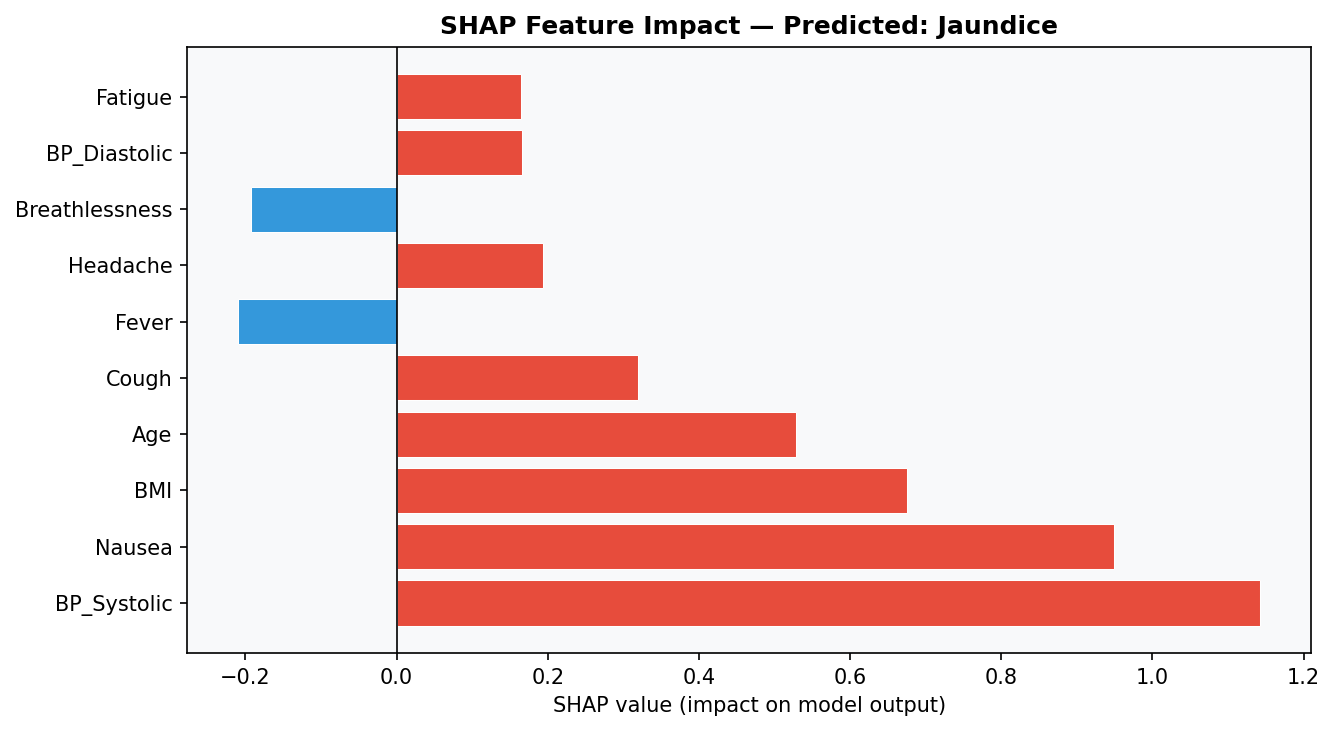 SHAP Feature Impact — Predicted: Jaundice
Fatigue
BP_Diastolic
Breathlessness
Headache
Fever
Cough
Age
BMI
Nausea
BP_Systolic
−0.2 0.0 0.2 0.4 0.6 0.8 1.0 1.2
SHAP value (impact on model output)